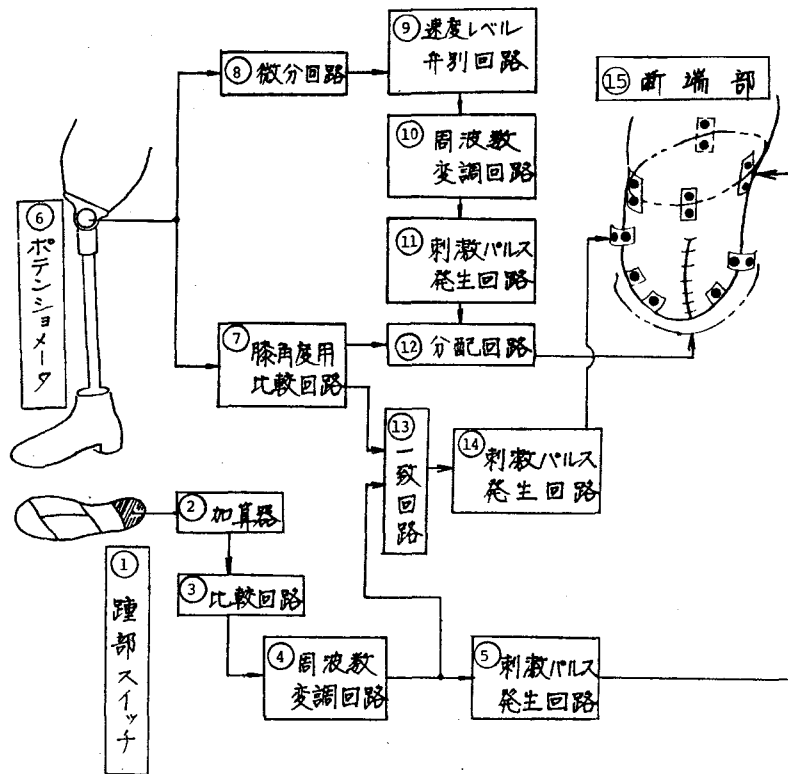 ⑨速度レベル
弁別回路
⑧微分回路
⑮断端部
⑩周波数
変調回路
⑥ポテンショメータ
⑪刺激パルス
発生回路
⑦膝角度用
比較回路
⑫分配回路
⑬一致回路
⑭刺激パルス
発生回路
②加算器
①踵部スイッチ
③比較回路
④周波数
変調回路
⑤刺激パルス
発生回路